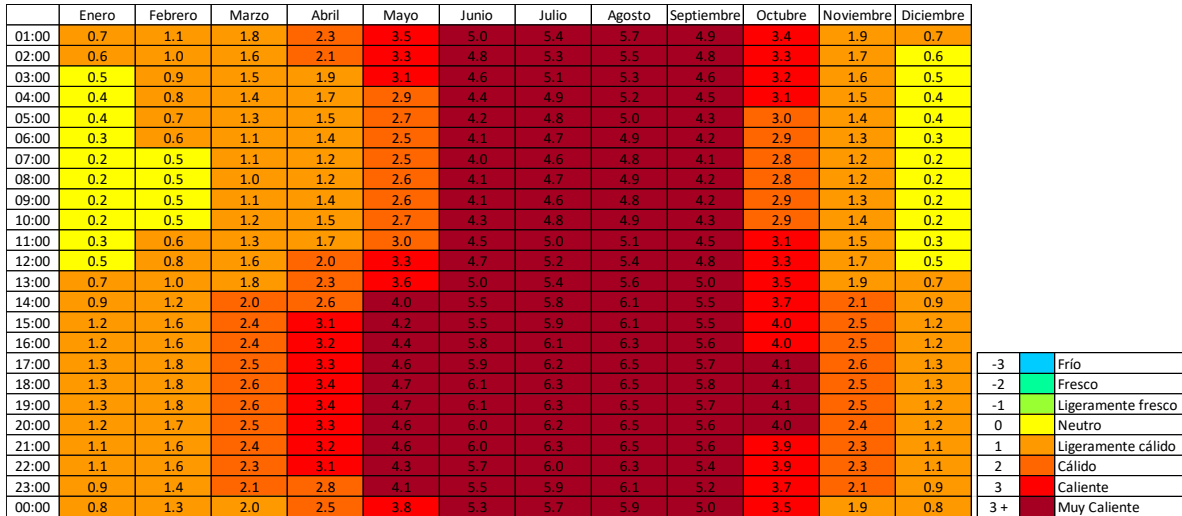 Enero Febrero Marzo Abril Mayo Junio Julio Agosto Septiembre Octubre Noviembre Diciembre
01:00 0.7 1.1 1.8 2.3 3.5 5.0 5.4 5.7 4.9 3.4 1.9 0.7
02:00 0.6 1.0 1.6 2.1 3.3 4.8 5.3 5.5 4.8 3.3 1.7 0.6
03:00 0.5 0.9 1.5 1.9 3.1 4.6 5.1 5.3 4.6 3.2 1.6 0.5
04:00 0.4 0.8 1.4 1.7 2.9 4.4 4.9 5.2 4.5 3.1 1.5 0.4
05:00 0.4 0.7 1.3 1.5 2.7 4.2 4.8 5.0 4.3 3.0 1.4 0.4
06:00 0.3 0.6 1.1 1.4 2.5 4.1 4.7 4.9 4.2 2.9 1.3 0.3
07:00 0.2 0.5 1.1 1.2 2.5 4.0 4.6 4.8 4.1 2.8 1.2 0.2
08:00 0.2 0.5 1.0 1.2 2.6 4.1 4.7 4.9 4.2 2.8 1.2 0.2
09:00 0.2 0.5 1.1 1.4 2.6 4.1 4.6 4.8 4.2 2.9 1.3 0.2
10:00 0.2 0.5 1.2 1.5 2.7 4.3 4.8 4.9 4.3 2.9 1.4 0.2
11:00 0.3 0.6 1.3 1.7 3.0 4.5 5.0 5.1 4.5 3.1 1.5 0.3
12:00 0.5 0.8 1.6 2.0 3.3 4.7 5.2 5.4 4.8 3.3 1.7 0.5
13:00 0.7 1.0 1.8 2.3 3.6 5.0 5.4 5.6 5.0 3.5 1.9 0.7
14:00 0.9 1.2 2.0 2.6 4.0 5.5 5.8 6.1 5.5 3.7 2.1 0.9
15:00 1.2 1.6 2.4 3.1 4.2 5.5 5.9 6.1 5.5 4.0 2.5 1.2
16:00 1.2 1.6 2.4 3.2 4.4 5.8 6.1 6.3 5.6 4.0 2.5 1.2
17:00 1.3 1.8 2.5 3.3 4.6 5.9 6.2 6.5 5.7 4.1 2.6 1.3 -3 Frío
18:00 1.3 1.8 2.6 3.4 4.7 6.1 6.3 6.5 5.8 4.1 2.5 1.3 -2 Fresco
19:00 1.3 1.8 2.6 3.4 4.7 6.1 6.3 6.5 5.7 4.1 2.5 1.2 -1 Ligeramente fresco
20:00 1.2 1.7 2.5 3.3 4.6 6.0 6.2 6.5 5.6 4.0 2.4 1.2 0 Neutro
21:00 1.1 1.6 2.4 3.2 4.6 6.0 6.3 6.5 5.6 3.9 2.3 1.1 1 Ligeramente cálido
22:00 1.1 1.6 2.3 3.1 4.3 5.7 6.0 6.3 5.4 3.9 2.3 1.1 2 Cálido
23:00 0.9 1.4 2.1 2.8 4.1 5.5 5.9 6.1 5.2 3.7 2.1 0.9 3 Caliente
00:00 0.8 1.3 2.0 2.5 3.8 5.3 5.7 5.9 5.0 3.5 1.9 0.8 3 + Muy Caliente